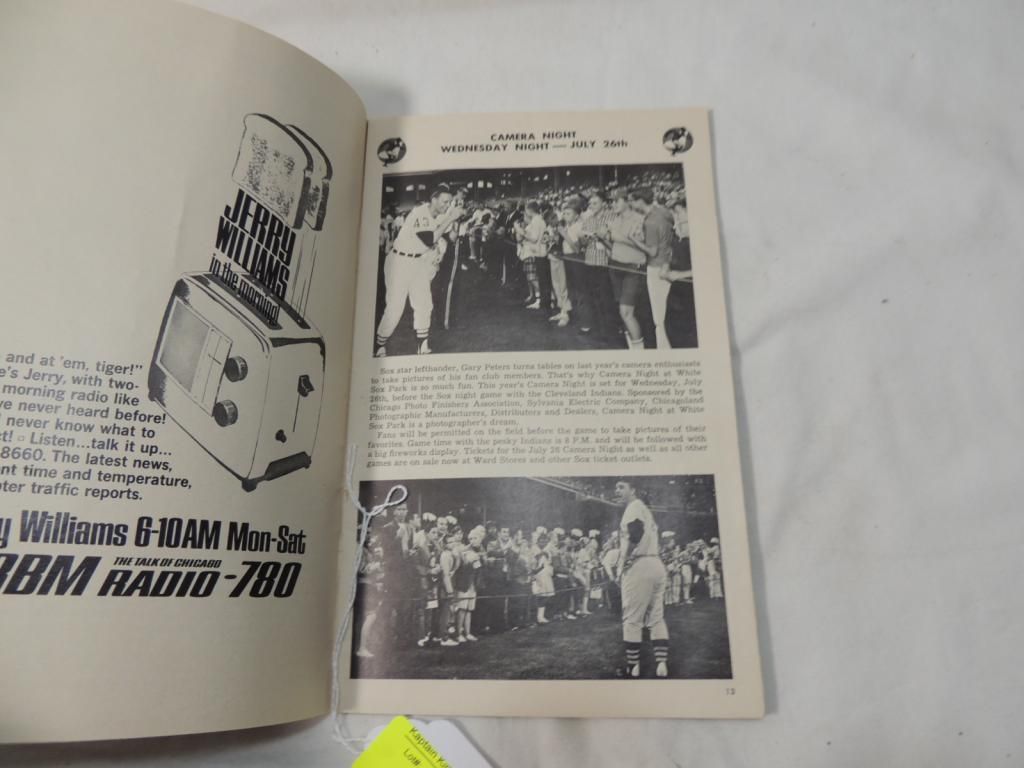 JERRY
WILLIAMS
in the morning!
and at 'em, tiger!"
e's Jerry, with two-
morning radio like
ve never heard before!
never know what to
ct! Listen...talk it up...
8660. The latest news,
nt time and temperature,
ter traffic reports.
y Williams 6-10AM Mon-Sat
THE TALK OF CHICAGO
BBM RADIO-780
CAMERA NIGHT
WEDNESDAY NIGHT — JULY 26th
43
Sox star lefthander, Gary Peters turns tables on last year's camera enthusiasts
to take pictures of his fan club members. That's why Camera Night at White
Sox Park is so much fun. This year's Camera Night is set for Wednesday, July
26th, before the Sox night game with the Cleveland Indians. Sponsored by the
Chicago Photo Finishers Association, Sylvania Electric Company, Chicagoland
Photographic Manufacturers, Distributors and Dealers, Camera Night at White
Sox Park is a photographer's dream.
Fans will be permitted on the field before the game to take pictures of their
favorites. Game time with the pesky Indians is 8 P.M. and will be followed with
a big fireworks display. Tickets for the July 26 Camera Night as well as all other
games are on sale now at Ward Stores and other Sox ticket outlets.
13
Kaptain Ka
Lot#